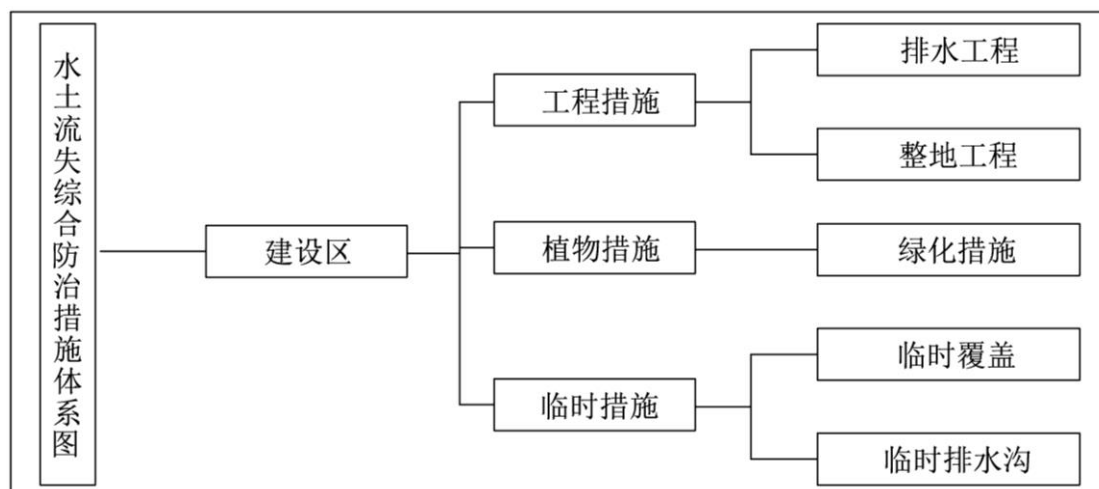 水土流失综合防治措施体系图
建设区
工程措施
排水工程
整地工程
植物措施
绿化措施
临时措施
临时覆盖
临时排水沟